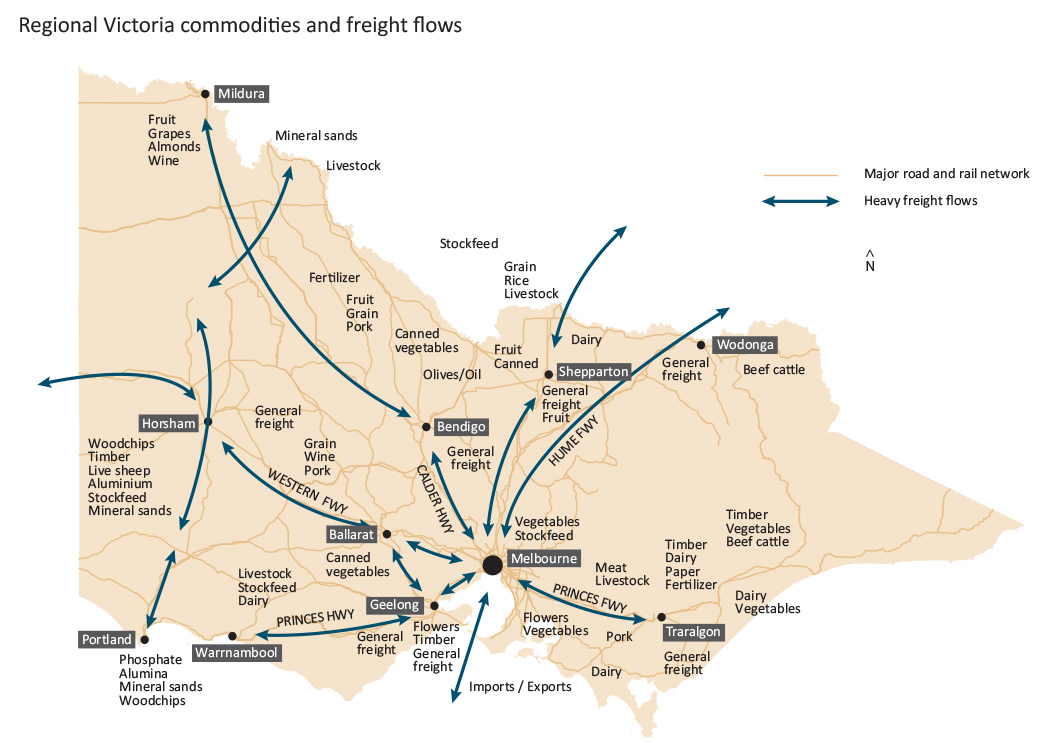 Regional Victoria commodities and freight flows
Mildura
Fruit
Grapes
Almonds
Wine
Mineral sands
Livestock
Major road and rail network
Heavy freight flows
^
N
Stockfeed
Grain
Rice
Livestock
Fertilizer
Fruit
Grain
Pork
Canned
vegetables
Olives/Oil
Fruit
Canned
Dairy
Shepparton
General
freight
Fruit
Wodonga
General
freight
Beef cattle
HUME FWY
Horsham
General
freight
Woodchips
Timber
Live sheep
Aluminium
Stockfeed
Mineral sands
Grain
Wine
Pork
Bendigo
General
freight
CALDER HWY
WESTERN FWY
Ballarat
Canned
vegetables
Vegetables
Stockfeed
Melbourne
Meat
Livestock
Timber
Vegetables
Beef cattle
Timber
Dairy
Paper
Fertilizer
Dairy
Vegetables
PRINCES FWY
Livestock
Stockfeed
Dairy
PRINCES HWY
Geelong
General
freight
Flowers
Timber
General
freight
Flowers
Vegetables
Pork
Traralgon
General
freight
Dairy
Portland
Warrnambool
Phosphate
Alumina
Mineral sands
Woodchips
Imports / Exports